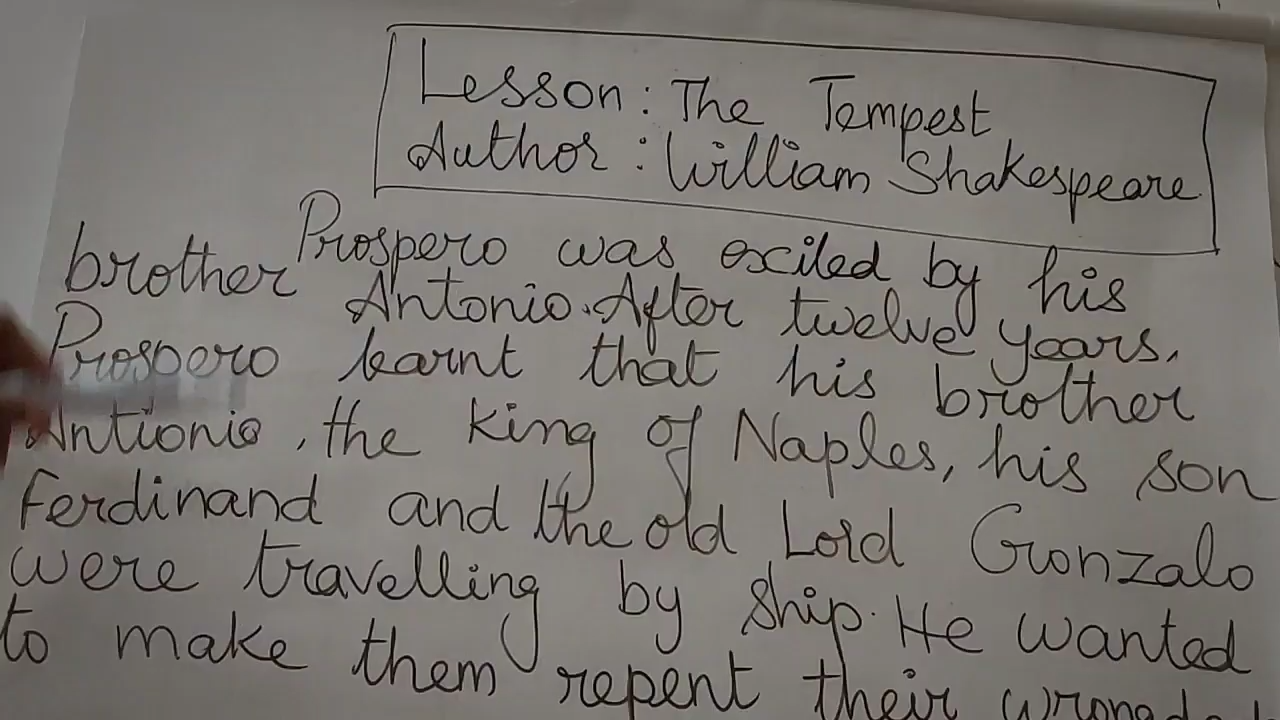 Lesson: The Tempest
Author: William Shakespeare
Prospero was exciled by his
brother Antonio. After twelve years,
Prospero learnt that his brother
Antionio, the king of Naples, his son
Ferdinand and the old Lord Gonzalo
were travelling by ship. He wanted
to make them repent their